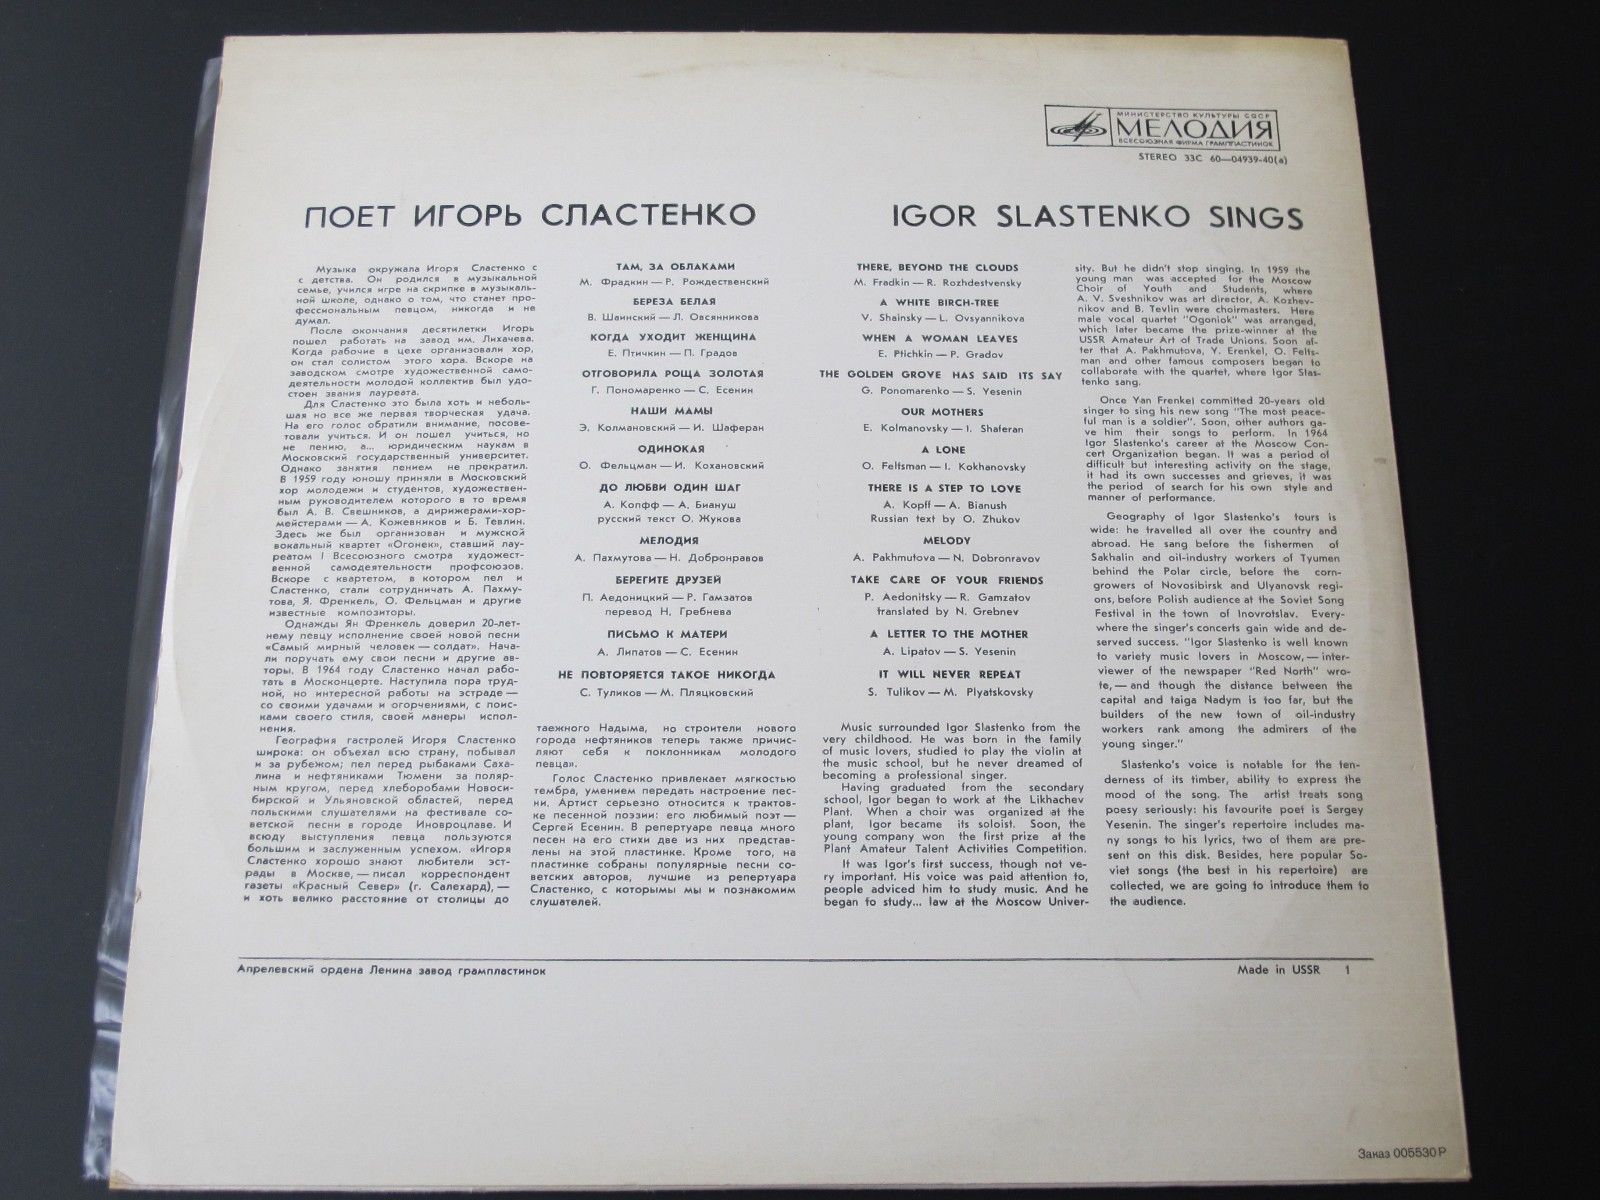 МИНИСТЕРСТВО КУЛЬТУРЫ СССР
МЕЛОДИЯ
ВСЕСОЮЗНАЯ ФИРМА ГРАМПЛАСТИНОК
STEREO 33С 60—04939-40(а)
ПОЕТ ИГОРЬ СЛАСТЕНКО
Музыка окружала Игоря Сластенко с
с детства. Он родился в музыкальной
семье, учился игре на скрипке в музыкаль-
ной школе, однако о том, что станет про-
фессиональным певцом, никогда и не
думал.
После окончания десятилетки Игорь
пошел работать на завод им. Лихачева.
Когда рабочие в цехе организовали хор,
он стал солистом этого хора. Вскоре на
заводском смотре художественной само-
деятельности молодой коллектив был удо-
стоен звания лауреата.
Для Сластенко это была хоть и неболь-
шая но все же первая творческая удача.
На его голос обратили внимание, посове-
товали учиться. И он пошел учиться, но
не пению, а... юридическим наукам в
Московский государственный университет.
Однако занятия пением не прекратил.
В 1959 году юношу приняли в Московский
хор молодежи и студентов, художествен-
ным руководителем которого в то время
был А. В. Свешников, а дирижерами-хор-
мейстерами — А. Кожевников и Б. Тевлин.
Здесь же был организован и мужской
вокальный квартет «Огонек», ставший лау-
реатом I Всесоюзного смотра художест-
венной самодеятельности профсоюзов.
Вскоре с квартетом, в котором пел и
Сластенко, стали сотрудничать А. Пахму-
това, Я. Френкель, О. Фельцман и другие
известные композиторы.
Однажды Ян Френкель доверил 20-лет-
нему певцу исполнение своей новой песни
«Самый мирный человек — солдат». Нача-
ли поручать ему свои песни и другие ав-
торы. В 1964 году Сластенко начал рабо-
тать в Москонцерте. Наступила пора труд-
ной, но интересной работы на эстраде —
со своими удачами и огорчениями, с поис-
ками своего стиля, своей манеры испол-
нения.
География гастролей Игоря Сластенко
широка: он объехал всю страну, побывал
и за рубежом; пел перед рыбаками Саха-
лина и нефтяниками Тюмени за поляр-
ным кругом, перед хлеборобами Новоси-
бирской и Ульяновской областей, перед
польскими слушателями на фестивале со-
ветской песни в городе Иновроцлаве. И
всюду выступления певца пользуются
большим и заслуженным успехом. «Игоря
Сластенко хорошо знают любители эст-
рады в Москве, — писал корреспондент
газеты «Красный Север» (г. Салехард), —
и хоть велико расстояние от столицы до
ТАМ, ЗА ОБЛАКАМИ
М. Фрадкин — Р. Рождественский
БЕРЕЗА БЕЛАЯ
В. Шаинский — Л. Овсянникова
КОГДА УХОДИТ ЖЕНЩИНА
Е. Птичкин — П. Градов
ОТГОВОРИЛА РОЩА ЗОЛОТАЯ
Г. Пономаренко — С. Есенин
НАШИ МАМЫ
Э. Колмановский — И. Шаферан
ОДИНОКАЯ
О. Фельцман — И. Кохановский
ДО ЛЮБВИ ОДИН ШАГ
А. Копфф — А. Биануш
русский текст О. Жукова
МЕЛОДИЯ
А. Пахмутова — Н. Добронравов
БЕРЕГИТЕ ДРУЗЕЙ
П. Аедоницкий — Р. Гамзатов
перевод Н. Гребнева
ПИСЬМО К МАТЕРИ
А. Липатов — С. Есенин
НЕ ПОВТОРЯЕТСЯ ТАКОЕ НИКОГДА
С. Туликов — М. Пляцковский
таежного Надыма, но строители нового
города нефтяников теперь также причис-
ляют себя к поклонникам молодого
певца».
Голос Сластенко привлекает мягкостью
тембра, умением передать настроение пес-
ни. Артист серьезно относится к трактов-
ке песенной поэзии: его любимый поэт —
Сергей Есенин. В репертуаре певца много
песен на его стихи две из них представ-
лены на этой пластинке. Кроме того, на
пластинке собраны популярные песни со-
ветских авторов, лучшие из репертуара
Сластенко, с которымы мы и познакомим
слушателей.
IGOR SLASTENKO SINGS
THERE, BEYOND THE CLOUDS
M. Fradkin — R. Rozhdestvensky
A WHITE BIRCH-TREE
V. Shainsky — L. Ovsyannikova
WHEN A WOMAN LEAVES
E. Ptichkin — P. Gradov
THE GOLDEN GROVE HAS SAID ITS SAY
G. Ponomarenko — S. Yesenin
OUR MOTHERS
E. Kolmanovsky — I. Shaferan
A LONE
O. Feltsman — I. Kokhanovsky
THERE IS A STEP TO LOVE
A. Kopff — A. Bianush
Russian text by O. Zhukov
MELODY
A. Pakhmutova — N. Dobronravov
TAKE CARE OF YOUR FRIENDS
P. Aedonitsky — R. Gamzatov
translated by N. Grebnev
A LETTER TO THE MOTHER
A. Lipatov — S. Yesenin
IT WILL NEVER REPEAT
S. Tulikov — M. Plyatskovsky
Music surrounded Igor Slastenko from the
very childhood. He was born in the family
of music lovers, studied to play the violin at
the music school, but he never dreamed of
becoming a professional singer.
Having graduated from the secondary
school, Igor began to work at the Likhachev
Plant. When a choir was organized at the
plant, Igor became its soloist. Soon, the
young company won the first prize at the
Plant Amateur Talent Activities Competition.
It was Igor's first success, though not ve-
ry important. His voice was paid attention to,
people adviced him to study music. And he
began to study... law at the Moscow Univer-
sity. But he didn't stop singing. In 1959 the
young man was accepted for the Moscow
Choir of Youth and Students, where
A. V. Sveshnikov was art director, A. Kozhev-
nikov and B. Tevlin were choirmasters. Here
male vocal quartet "Ogoniok" was arranged,
which later became the prize-winner at the
USSR Amateur Art of Trade Unions. Soon af-
ter that A. Pakhmutova, Y. Erenkel, O. Felts-
man and other famous composers began to
collaborate with the quartet, where Igor Slas-
tenko sang.
Once Yan Frenkel committed 20-years old
singer to sing his new song "The most peace-
ful man is a soldier". Soon, other authors ga-
ve him their songs to perform. In 1964
Igor Slastenko's career at the Moscow Con-
cert Organization began. It was a period of
difficult but interesting activity on the stage,
it had its own successes and grieves, it was
the period of search for his own style and
manner of performance.
Geography of Igor Slastenko's tours is
wide: he travelled all over the country and
abroad. He sang before the fishermen of
Sakhalin and oil-industry workers of Tyumen
behind the Polar circle, before the corn-
growers of Novosibirsk and Ulyanovsk regi-
ons, before Polish audience at the Soviet Song
Festival in the town of Inovrotslav. Every-
where the singer's concerts gain wide and de-
served success. "Igor Slastenko is well known
to variety music lovers in Moscow, — inter-
viewer of the newspaper "Red North" wro-
te, — and though the distance between the
capital and taiga Nadym is too far, but the
builders of the new town of oil-industry
workers rank among the admirers of the
young singer."
Slastenko's voice is notable for the ten-
derness of its timber, ability to express the
mood of the song. The artist treats song
poesy seriously: his favourite poet is Sergey
Yesenin. The singer's repertoire includes ma-
ny songs to his lyrics, two of them are pre-
sent on this disk. Besides, here popular So-
viet songs (the best in his repertoire) are
collected, we are going to introduce them to
the audience.
Апрелевский ордена Ленина завод грампластинок
Made in USSR 1
Заказ 005530Р